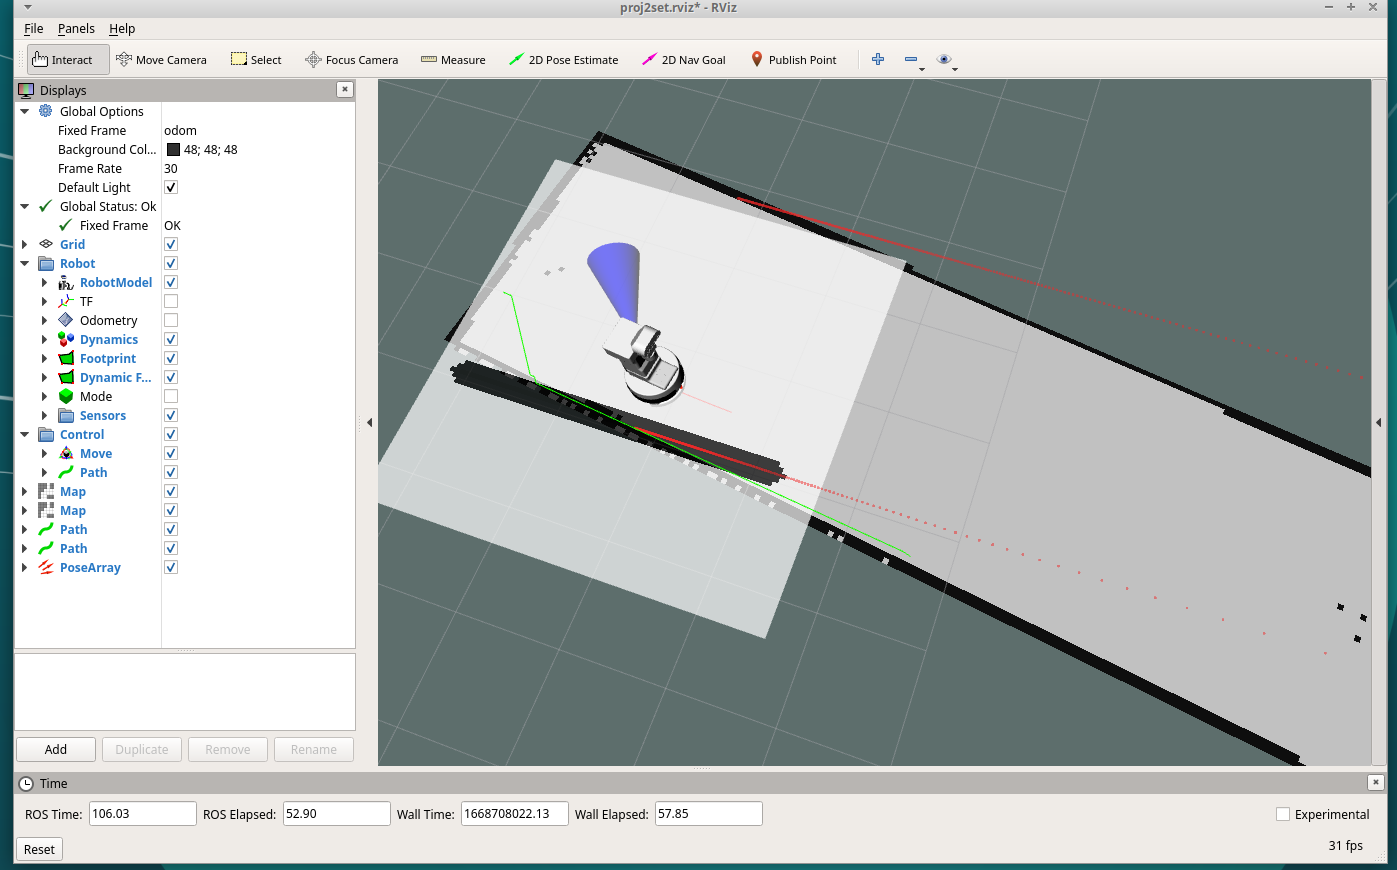 proj2set.rviz* - RViz
File Panels Help
Interact Move Camera Select Focus Camera Measure 2D Pose Estimate 2D Nav Goal Publish Point
Displays
Global Options
Fixed Frame odom
Background Col... 48; 48; 48
Frame Rate 30
Default Light
Global Status: Ok
Fixed Frame OK
Grid
Robot
RobotModel
TF
Odometry
Dynamics
Footprint
Dynamic F...
Mode
Sensors
Control
Move
Path
Map
Map
Path
Path
PoseArray
Add Duplicate Remove Rename
Time
ROS Time: 106.03 ROS Elapsed: 52.90 Wall Time: 1668708022.13 Wall Elapsed: 57.85 Experimental
Reset 31 fps